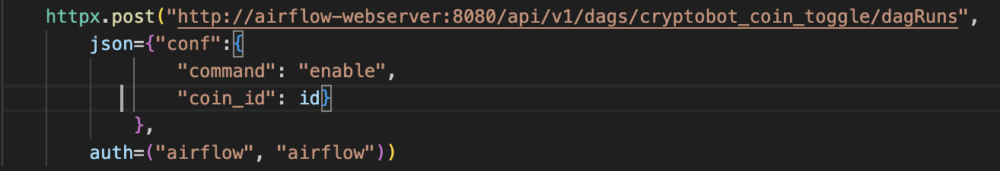 httpx.post("http://airflow-webserver:8080/api/v1/dags/cryptobot_coin_toggle/dagRuns",
json={"conf":{
"command": "enable",
"coin_id": id}
},
auth=("airflow", "airflow"))